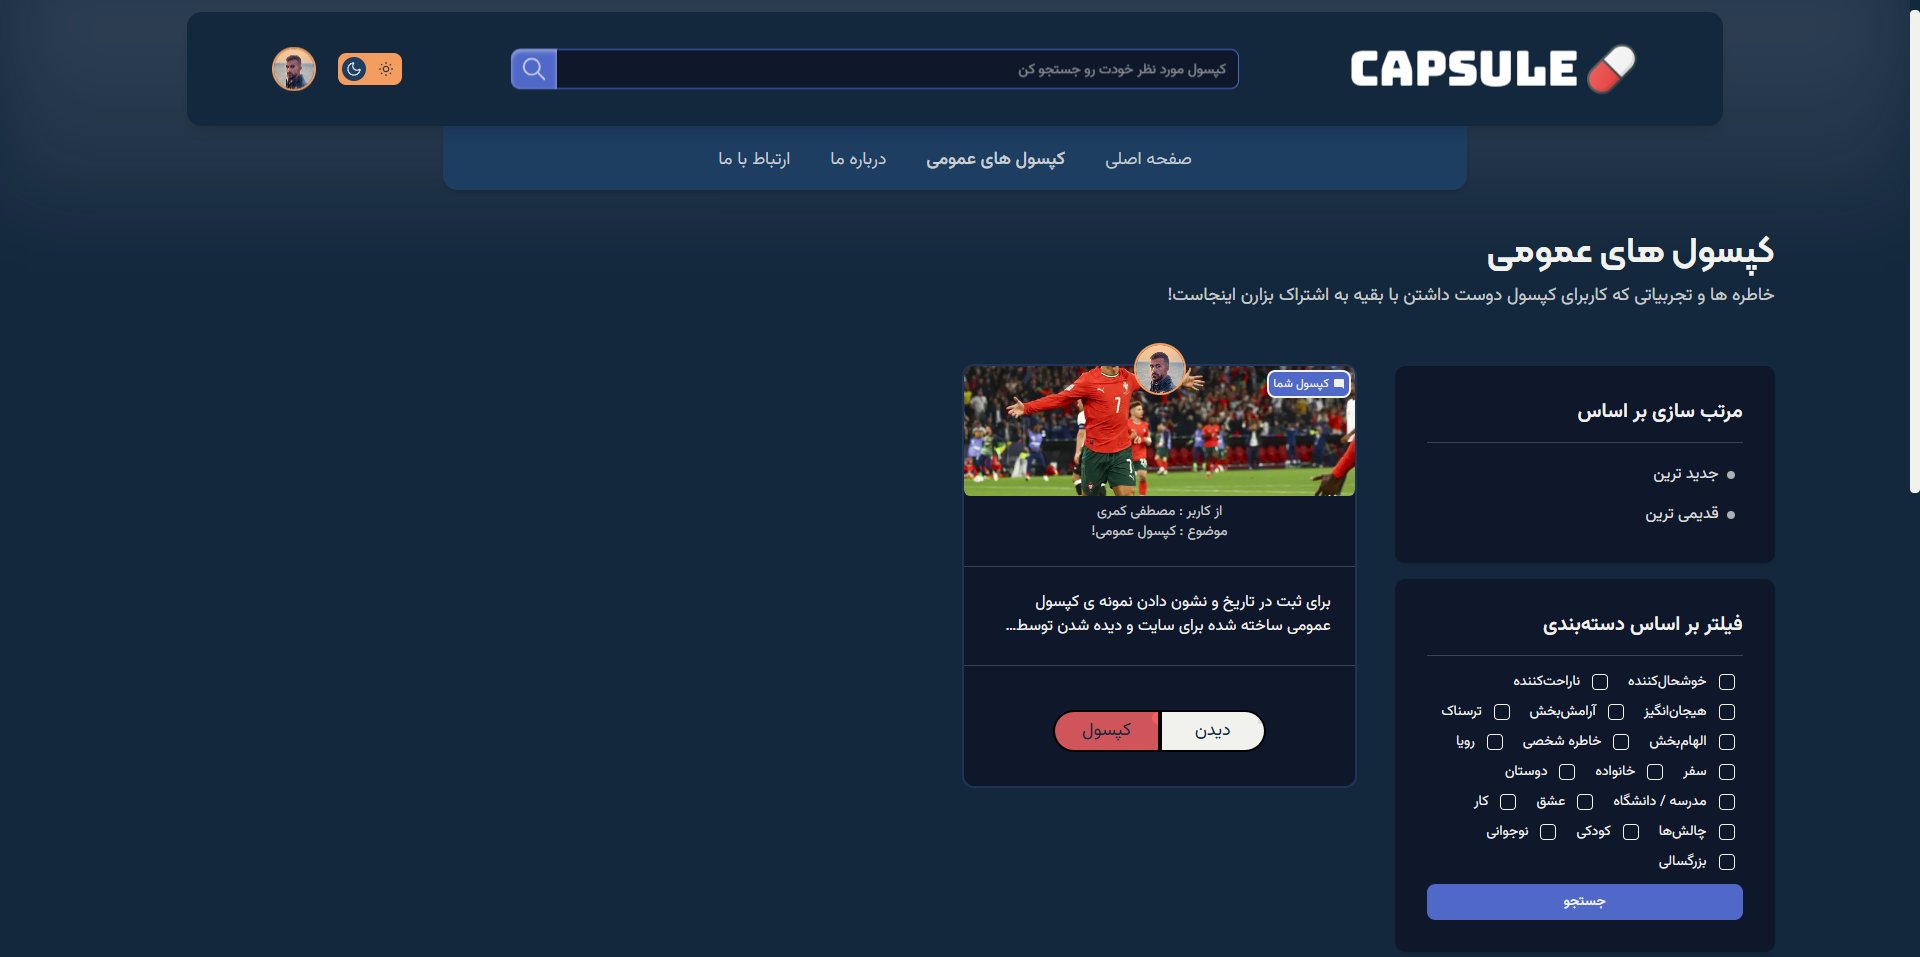 CAPSULE
کپسول مورد نظر خودت رو جستجو کن
صفحه اصلی
کپسول های عمومی
درباره ما
ارتباط با ما
کپسول های عمومی
خاطره ها و تجربیاتی که کاربرای کپسول دوست داشتن با بقیه به اشتراک بزارن اینجاست!
مرتب سازی بر اساس
جدید ترین
قدیمی ترین
فیلتر بر اساس دسته‌بندی
خوشحال‌کننده ناراحت‌کننده
هیجان‌انگیز آرامش‌بخش ترسناک
الهام‌بخش خاطره شخصی رویا
سفر خانواده دوستان
مدرسه / دانشگاه عشق کار
چالش‌ها کودکی نوجوانی
بزرگسالی
جستجو
کپسول شما
7
7
از کاربر : مصطفی کمری
موضوع : کپسول عمومی!
برای ثبت در تاریخ و نشون دادن نمونه ی کپسول
عمومی ساخته شده برای سایت و دیده شدن توسط...
دیدن کپسول